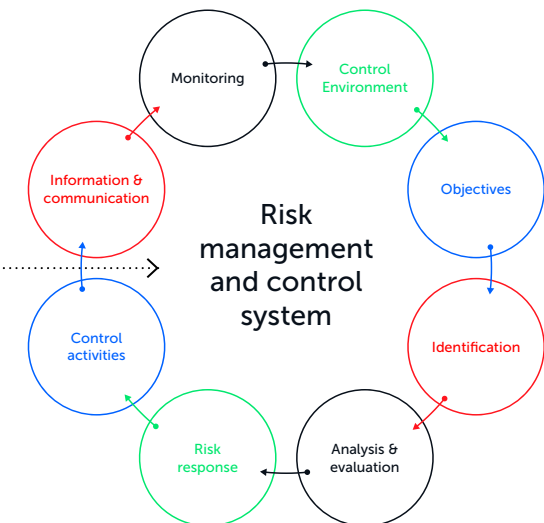 Monitoring
Control
Environment
Information &
communication
Objectives
Risk
management
and control
system
Control
activities
Identification
Risk
response
Analysis &
evaluation